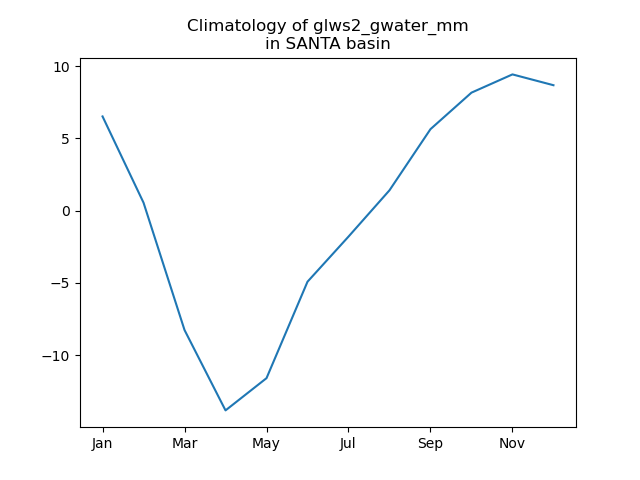 Climatology of glws2_gwater_mm
in SANTA basin
10
5
0
−5
−10
Jan
Mar
May
Jul
Sep
Nov